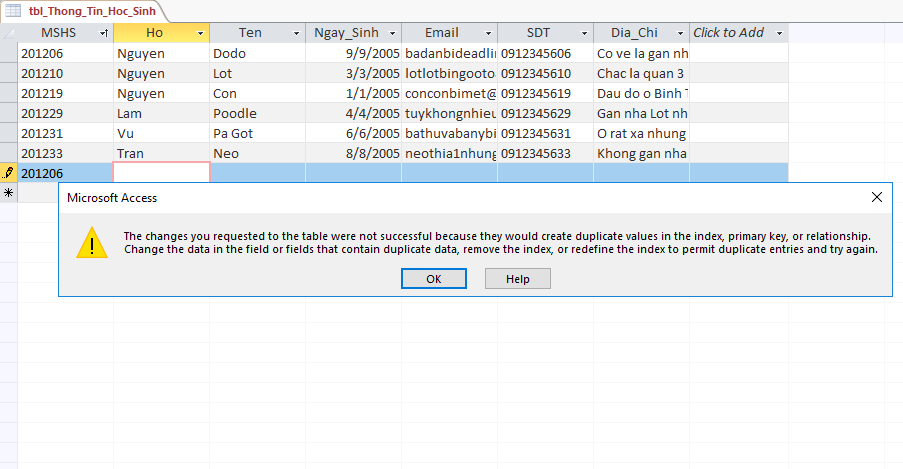 tbl_Thong_Tin_Hoc_Sinh
MSHS Ho Ten Ngay_Sinh Email SDT Dia_Chi Click to Add
201206 Nguyen Dodo 9/9/2005 badanbideadlin 0912345606 Co ve la gan nh
201210 Nguyen Lot 3/3/2005 lotlotbingooto 0912345610 Chac la quan 3
201219 Nguyen Con 1/1/2005 conconbimet@ 0912345619 Dau do o Binh T
201229 Lam Poodle 4/4/2005 tuykhongnhieu 0912345629 Gan nha Lot nh
201231 Vu Pa Got 6/6/2005 bathuvabanybi 0912345631 O rat xa nhung
201233 Tran Neo 8/8/2005 neothia1nhung 0912345633 Khong gan nha
201206
Microsoft Access
The changes you requested to the table were not successful because they would create duplicate values in the index, primary key, or relationship.
Change the data in the field or fields that contain duplicate data, remove the index, or redefine the index to permit duplicate entries and try again.
OK Help